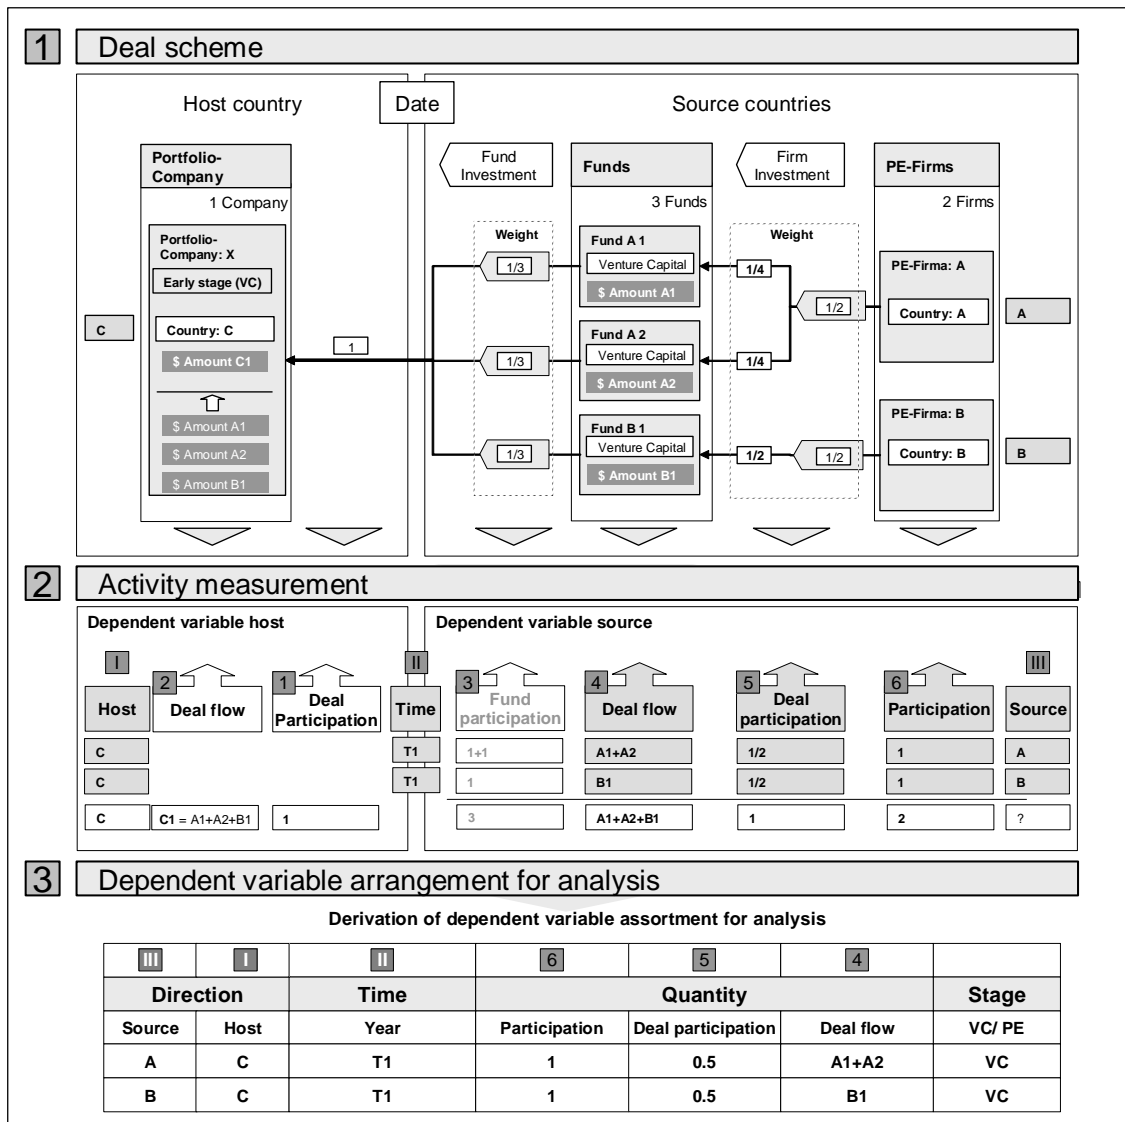 1 Deal scheme
Host country
Date
Source countries
Portfolio-
Company
Fund
Investment
Funds
Firm
Investment
PE-Firms
1 Company
3 Funds
2 Firms
Portfolio-
Company: X
Early stage (VC)
Country: C
$ Amount C1
$ Amount A1
$ Amount A2
$ Amount B1
C
1
Weight
1/3
1/3
1/3
Fund A 1
Venture Capital
$ Amount A1
Fund A 2
Venture Capital
$ Amount A2
Fund B 1
Venture Capital
$ Amount B1
Weight
1/4
1/4
1/2
1/2
1/2
PE-Firma: A
Country: A
A
PE-Firma: B
Country: B
B
2 Activity measurement
Dependent variable host
Dependent variable source
I
2
1
II
3
4
5
6
III
Host
Deal flow
Deal
Participation
Time
Fund
participation
Deal flow
Deal
participation
Participation
Source
C T1 1+1 A1+A2 1/2 1 A
C T1 1 B1 1/2 1 B
C C1 = A1+A2+B1 1 3 A1+A2+B1 1 2 ?
3 Dependent variable arrangement for analysis
Derivation of dependent variable assortment for analysis
III I II 6 5 4
Direction Time Quantity Stage
Source Host Year Participation Deal participation Deal flow VC/ PE
A C T1 1 0.5 A1+A2 VC
B C T1 1 0.5 B1 VC